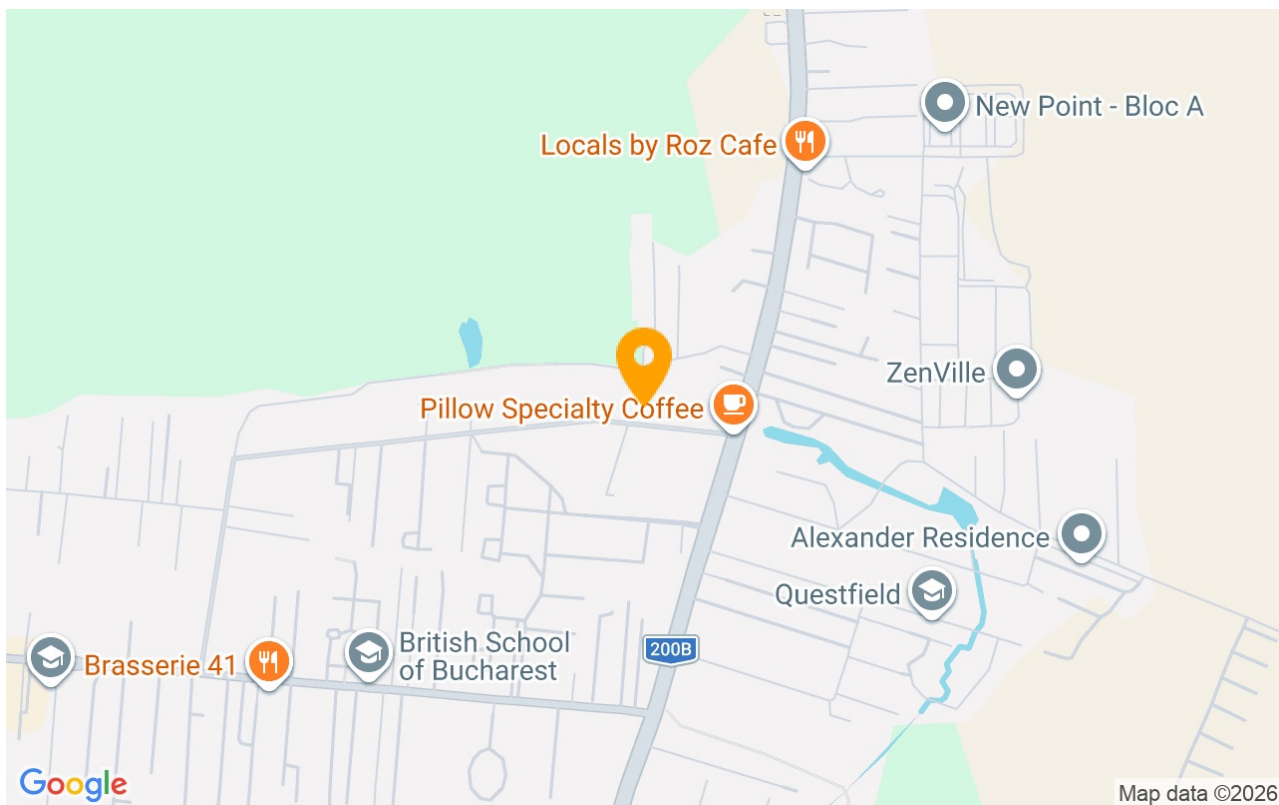 New Point - Bloc A
Locals by Roz Cafe
ZenVille
Pillow Specialty Coffee
Alexander Residence
Questfield
British School
of Bucharest
200B
Brasserie 41
Google
Map data ©2026